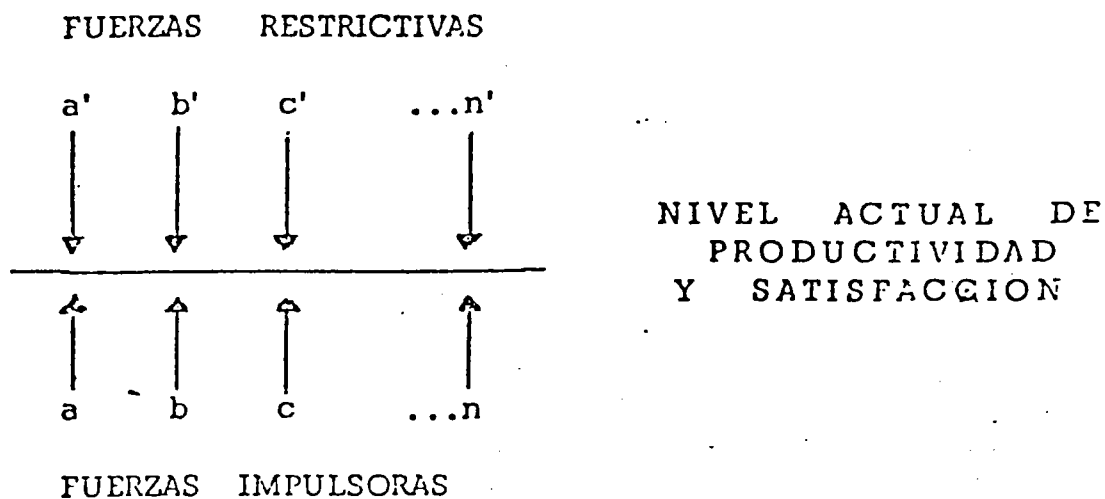 FUERZAS RESTRICTIVAS
a' b' c' ...n'
NIVEL ACTUAL DE
PRODUCTIVIDAD
Y SATISFACCION
a b c ...n
FUERZAS IMPULSORAS